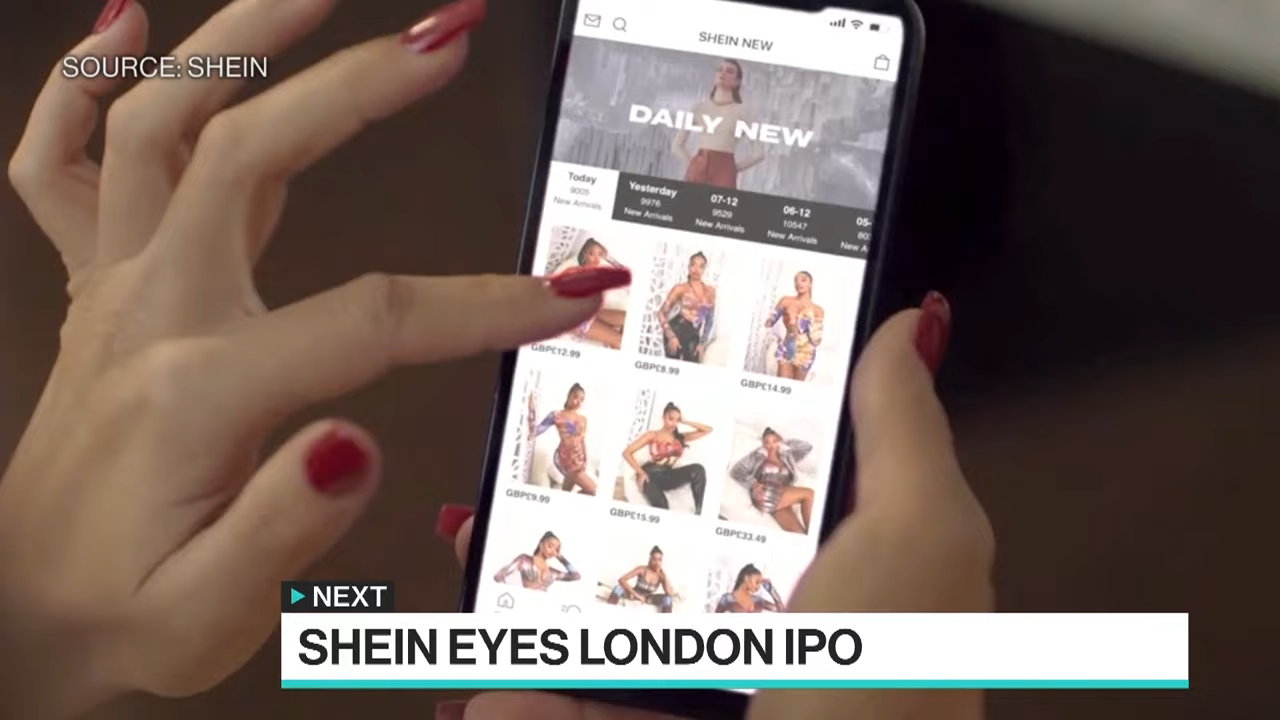 SOURCE: SHEIN
SHEIN NEW
DAILY NEW
Today
9005
New Arrivals
Yesterday
9976
New Arrivals
07-12
9529
New Arrivals
06-12
10547
New Arrivals
05-
New A
GBP£12.99
GBP£8.99
GBP£14.99
GBP£9.99
GBP£15.99
GBP£33.49
NEXT
SHEIN EYES LONDON IPO